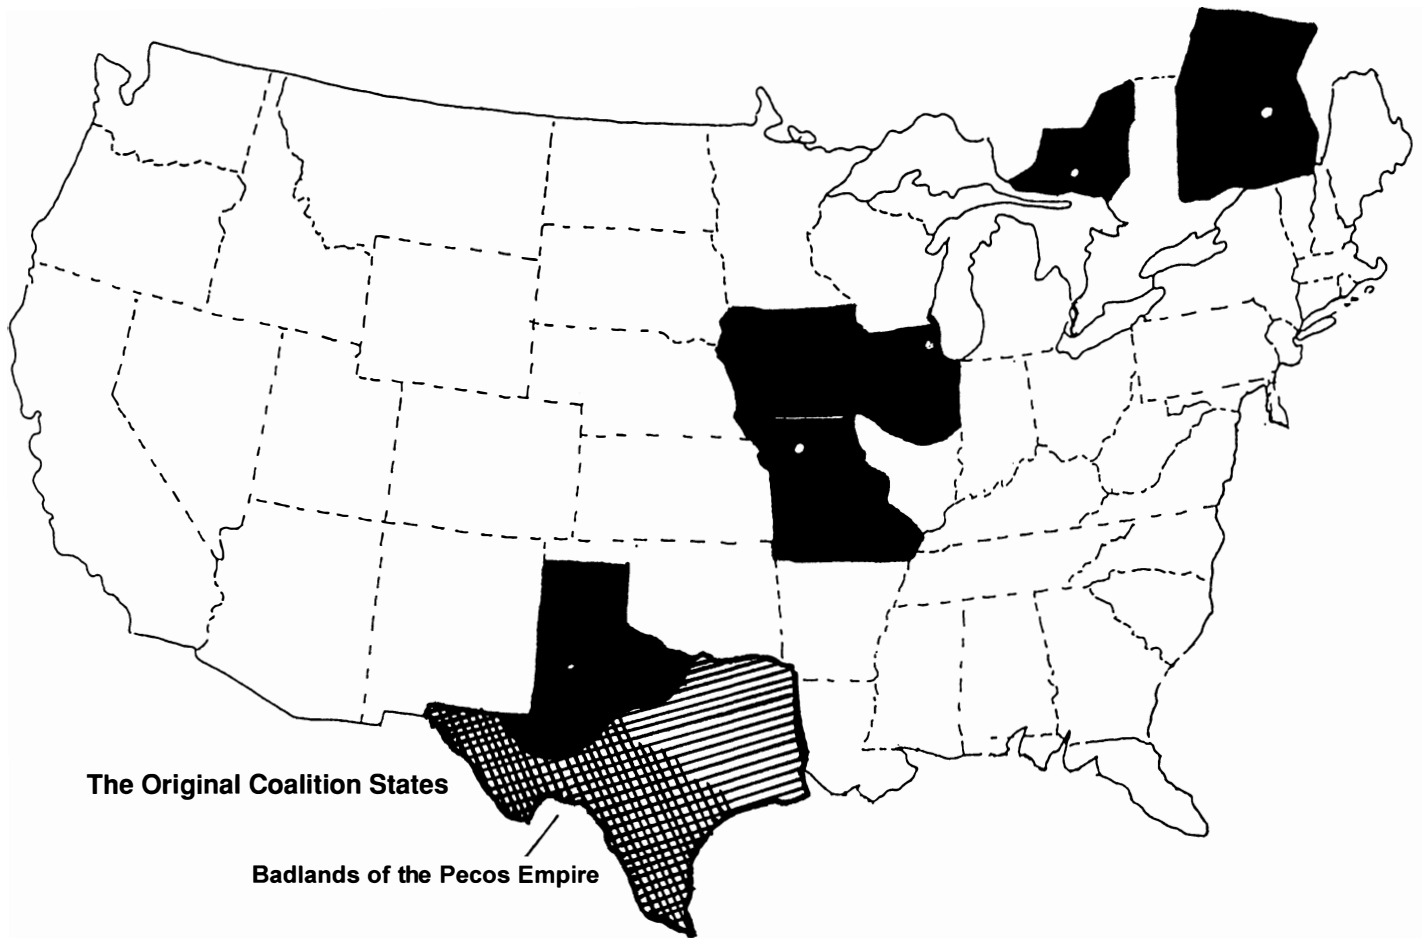 The Original Coalition States
Badlands of the Pecos Empire